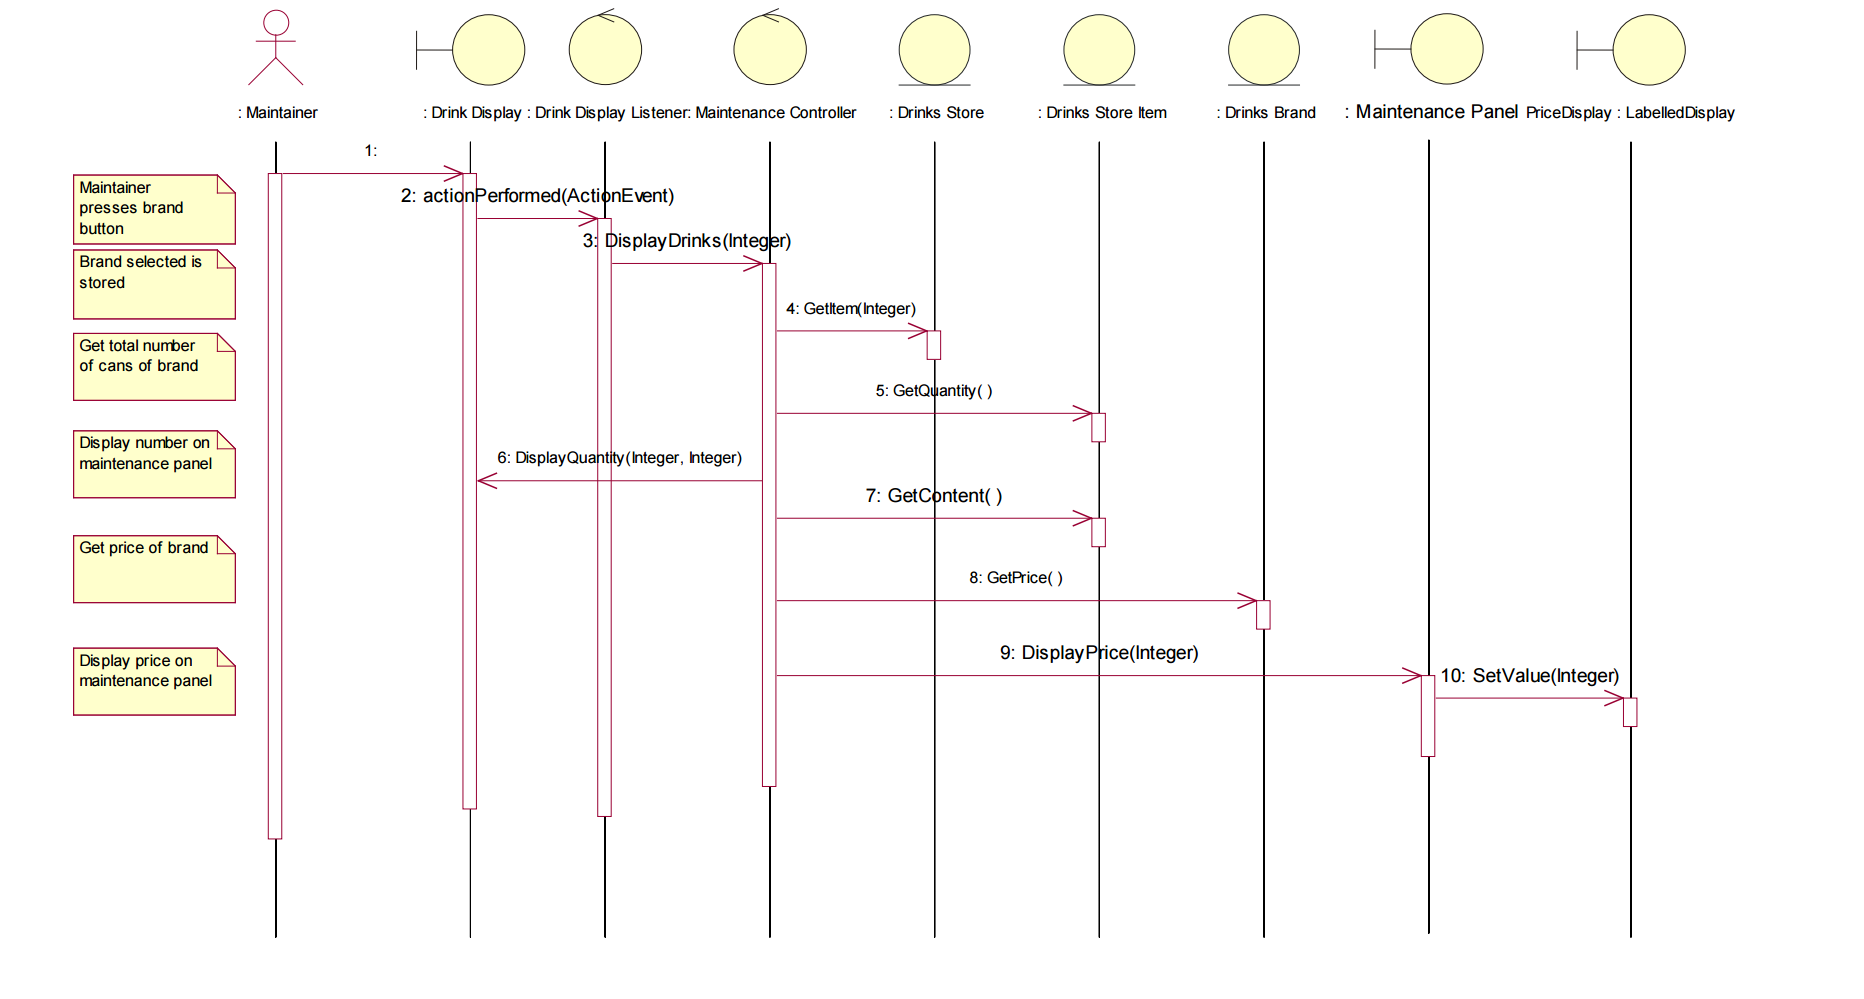 : Maintainer
: Drink Display
: Drink Display Listener
: Maintenance Controller
: Drinks Store
: Drinks Store Item
: Drinks Brand
: Maintenance Panel
PriceDisplay : LabelledDisplay
1:
Maintainer
presses brand
button
2: actionPerformed(ActionEvent)
3: DisplayDrinks(Integer)
Brand selected is
stored
4: GetItem(Integer)
Get total number
of cans of brand
5: GetQuantity( )
Display number on
maintenance panel
6: DisplayQuantity(Integer, Integer)
7: GetContent( )
Get price of brand
8: GetPrice( )
9: DisplayPrice(Integer)
Display price on
maintenance panel
10: SetValue(Integer)